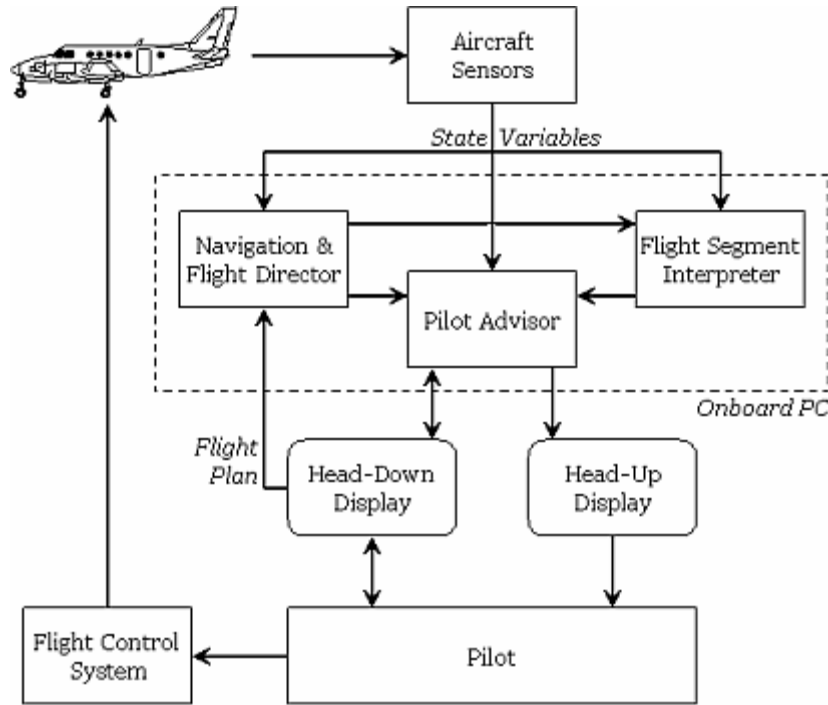 Aircraft
Sensors
State Variables
Navigation &
Flight Director
Flight Segment
Interpreter
Pilot Advisor
Onboard PC
Flight
Plan
Head-Down
Display
Head-Up
Display
Flight Control
System
Pilot